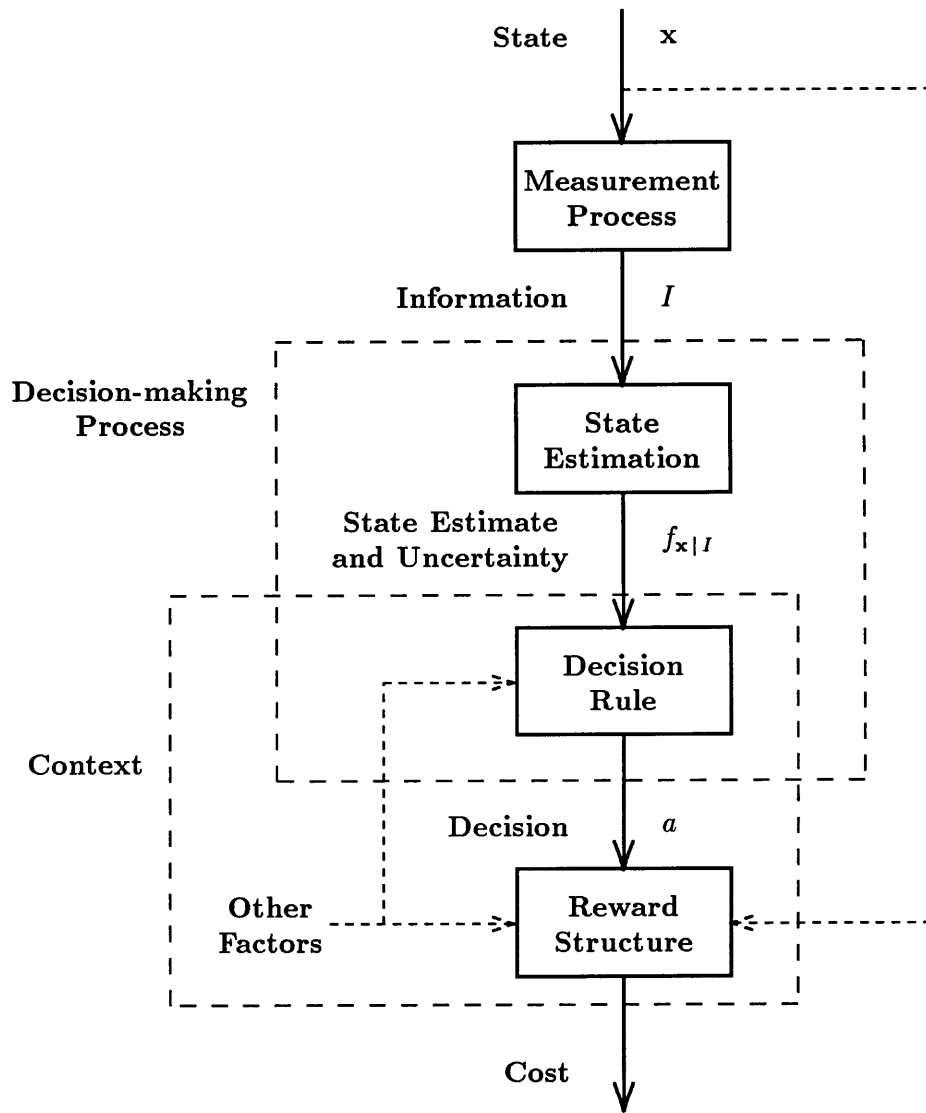 State x
Measurement
Process
Information I
Decision-making
Process
State
Estimation
State Estimate
and Uncertainty
f_{x|I}
Decision
Rule
Context
Decision a
Other
Factors
Reward
Structure
Cost